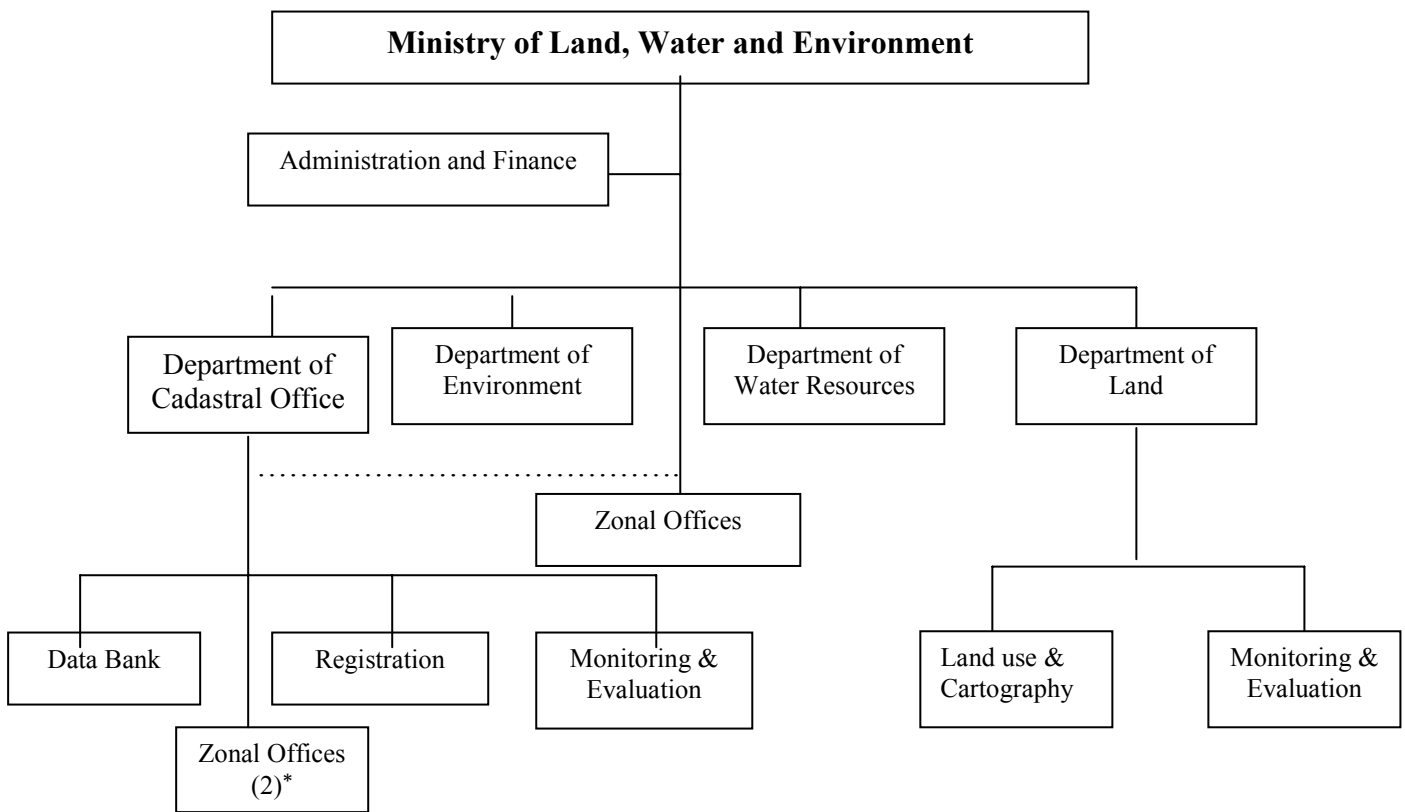 Ministry of Land, Water and Environment
Administration and Finance
Department of
Cadastral Office
Department of
Environment
Department of
Water Resources
Department of
Land
Zonal Offices
Data Bank
Registration
Monitoring &
Evaluation
Land use &
Cartography
Monitoring &
Evaluation
Zonal Offices
(2)*